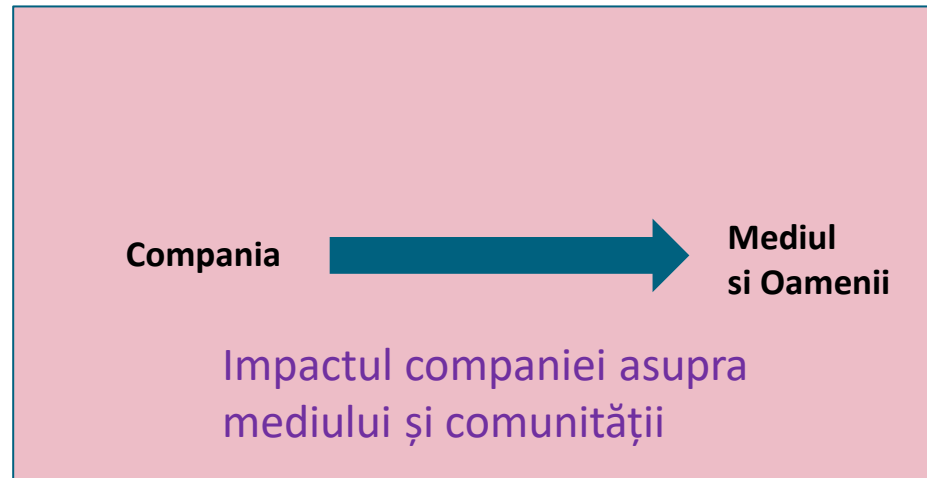 Compania
Mediul
si Oamenii
Impactul companiei asupra
mediului și comunității